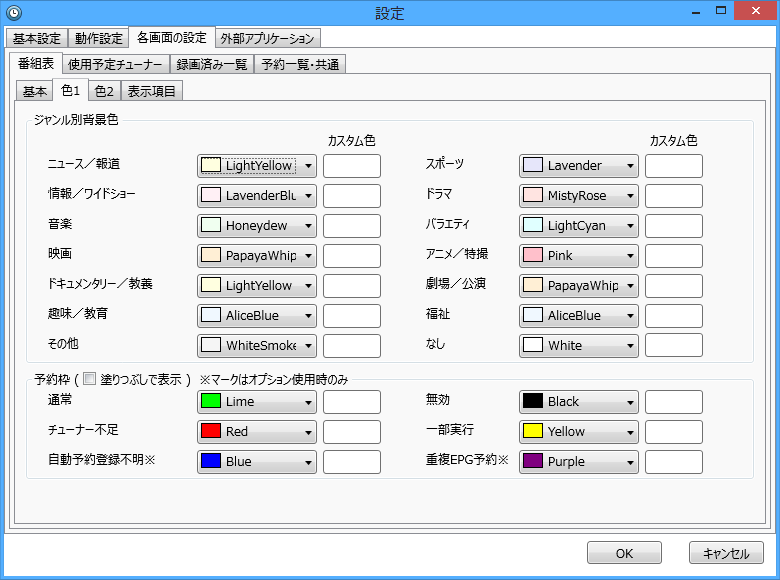 設定
基本設定 動作設定 各画面の設定 外部アプリケーション
番組表 使用予定チューナー 録画済み一覧 予約一覧・共通
基本 色1 色2 表示項目
ジャンル別背景色
カスタム色 カスタム色
ニュース／報道 LightYellow スポーツ Lavender
情報／ワイドショー LavenderBlu ドラマ MistyRose
音楽 Honeydew バラエティ LightCyan
映画 PapayaWhip アニメ／特撮 Pink
ドキュメンタリー／教養 LightYellow 劇場／公演 PapayaWhip
趣味／教育 AliceBlue 福祉 AliceBlue
その他 WhiteSmoke なし White
予約枠 ( 塗りつぶしで表示 ) ※マークはオプション使用時のみ
通常 Lime 無効 Black
チューナー不足 Red 一部実行 Yellow
自動予約登録不明※ Blue 重複EPG予約※ Purple
OK キャンセル